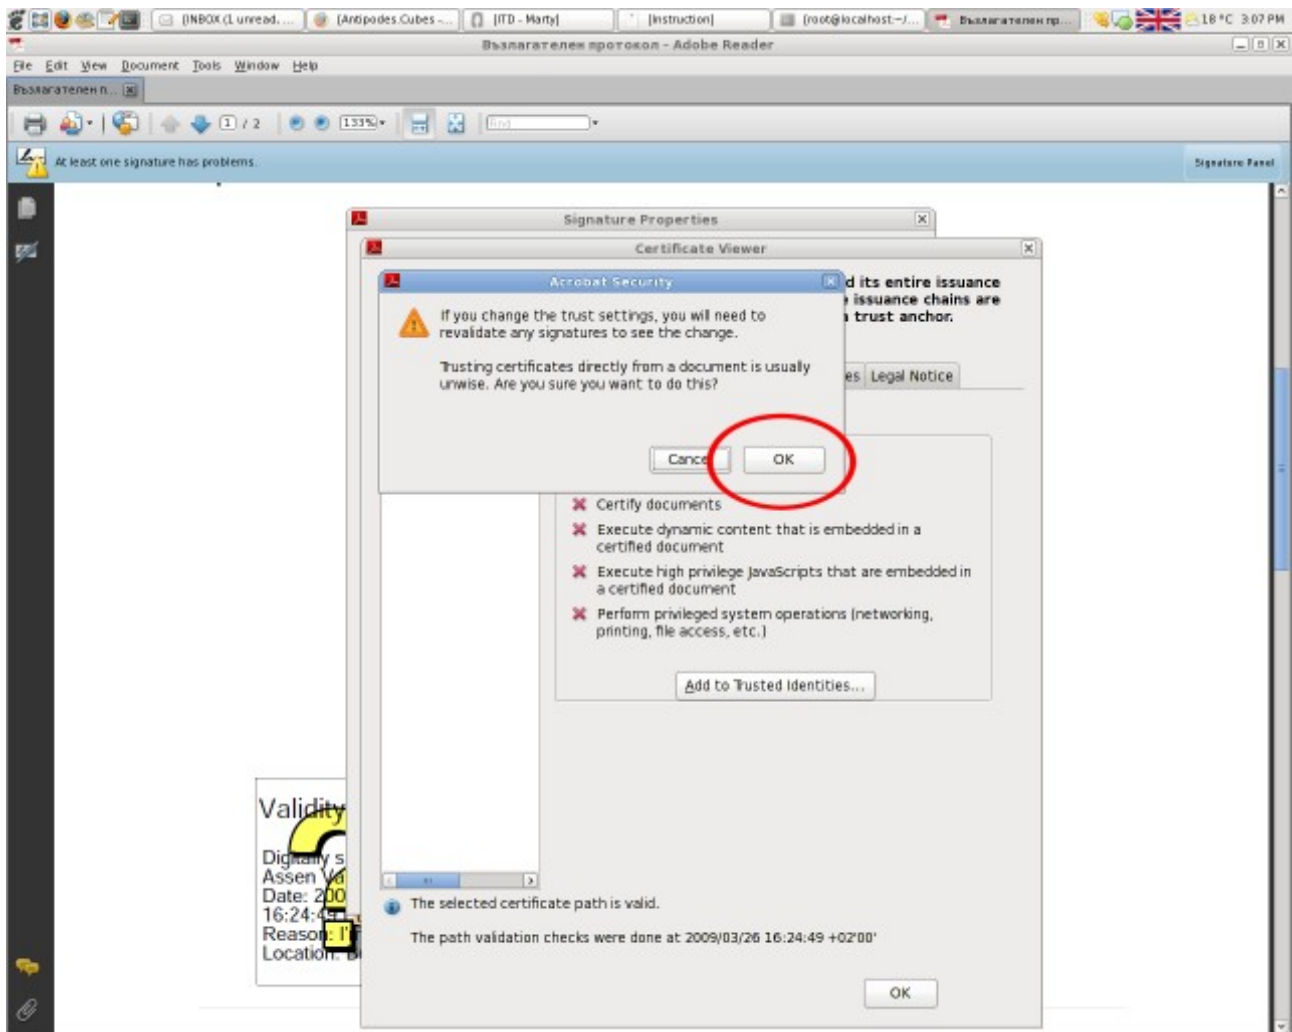 (INBOX (1 unread, ...
(Antipodes.Cubes -...
[ITD - Marty]
[Instruction]
(root@localhost:~/...
Възлагателен пр...
18 °C 3:07 PM
Възлагателен протокол - Adobe Reader
File Edit View Document Tools Window Help
Възлагателен п...
1 / 2
133%
Find
At least one signature has problems.
Signature Panel
Signature Properties
Certificate Viewer
Acrobat Security
d its entire issuance
issuance chains are
trust anchor.
If you change the trust settings, you will need to
revalidate any signatures to see the change.
Trusting certificates directly from a document is usually
unwise. Are you sure you want to do this?
es Legal Notice
Cancel OK
Certify documents
Execute dynamic content that is embedded in a
certified document
Execute high privilege JavaScripts that are embedded in
a certified document
Perform privileged system operations (networking,
printing, file access, etc.)
Add to Trusted Identities...
Validity
Digitally s
Assen Va
Date: 200
16:24:49
Reason: I'
Location: B
The selected certificate path is valid.
The path validation checks were done at 2009/03/26 16:24:49 +02'00'
OK